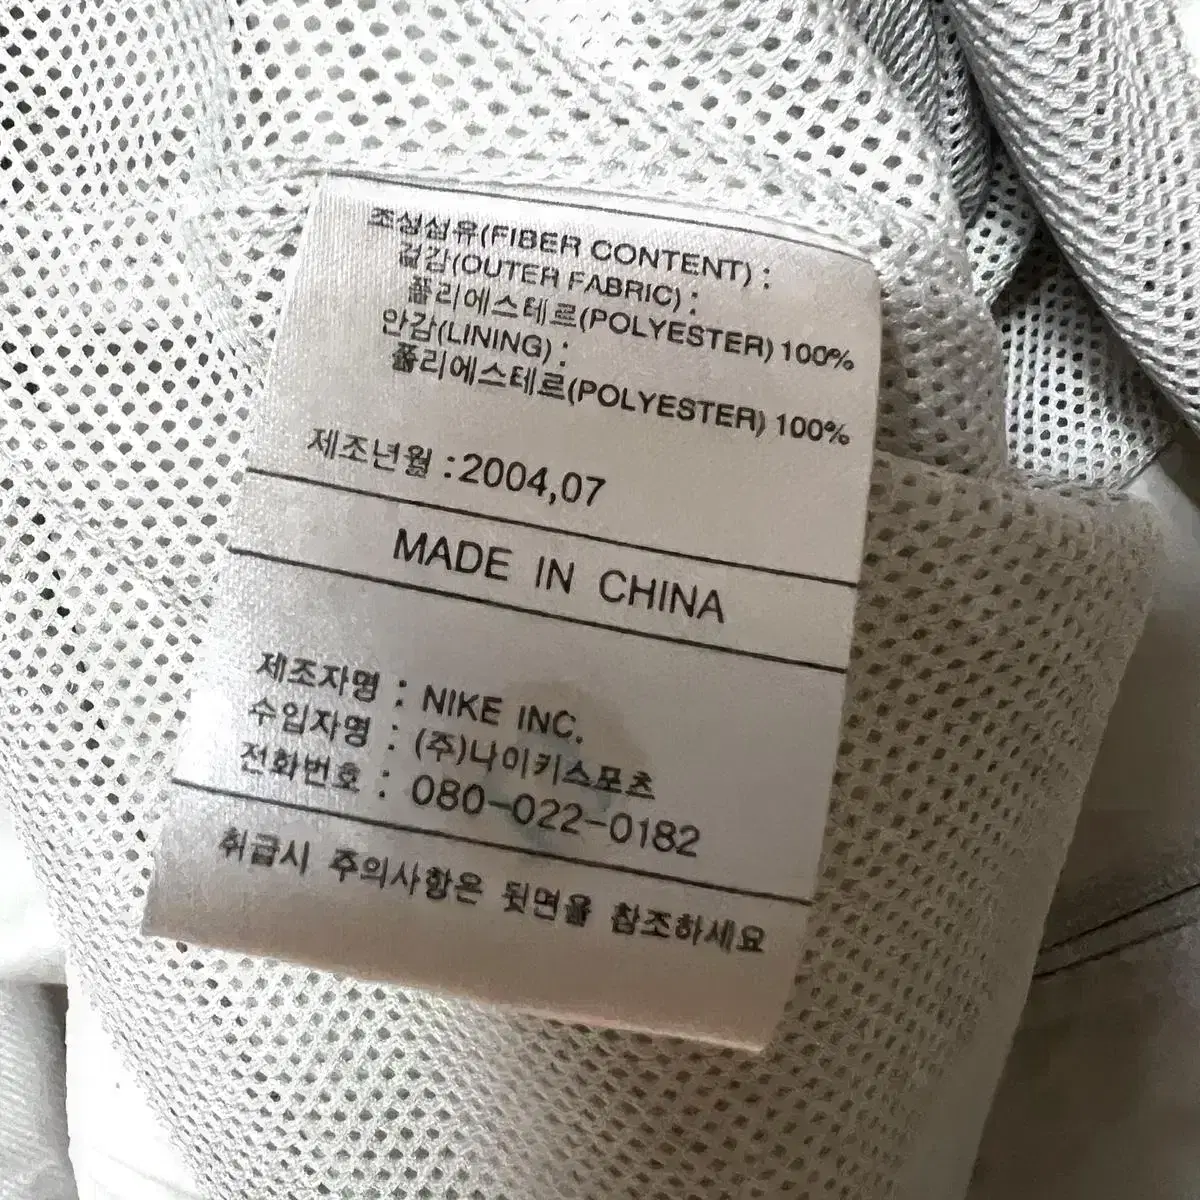 조성섬유(FIBER CONTENT) :
겉감(OUTER FABRIC) :
폴리에스테르(POLYESTER) 100%
안감(LINING) :
폴리에스테르(POLYESTER) 100%
제조년월 : 2004,07
MADE IN CHINA
제조자명 : NIKE INC.
수입자명 : (주)나이키스포츠
전화번호 : 080-022-0182
취급시 주의사항은 뒷면을 참조하세요